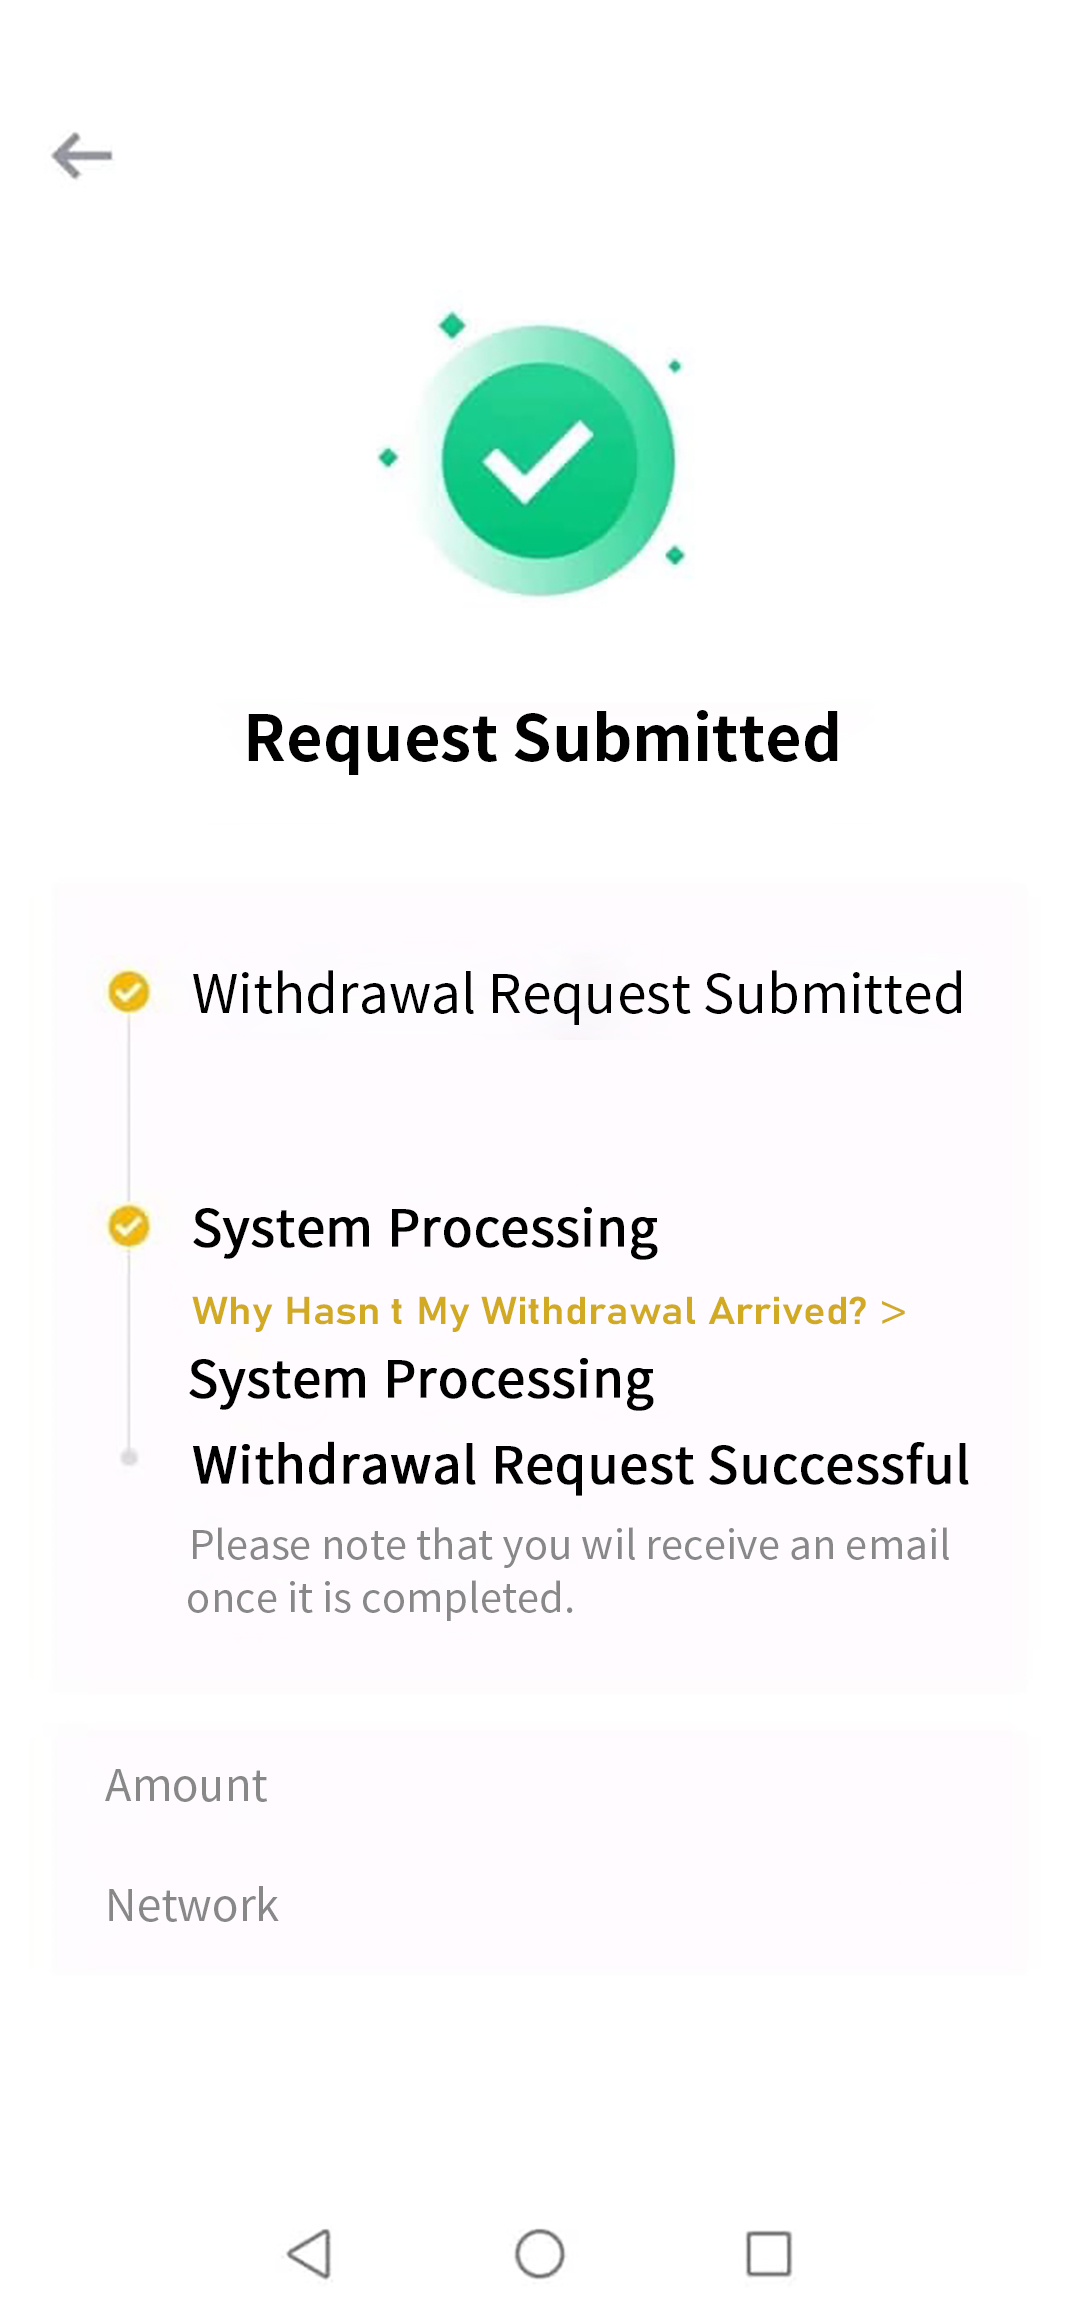 Request Submitted
Withdrawal Request Submitted
System Processing
Why Hasn t My Withdrawal Arrived? >
System Processing
Withdrawal Request Successful
Please note that you wil receive an email
once it is completed.
Amount
Network